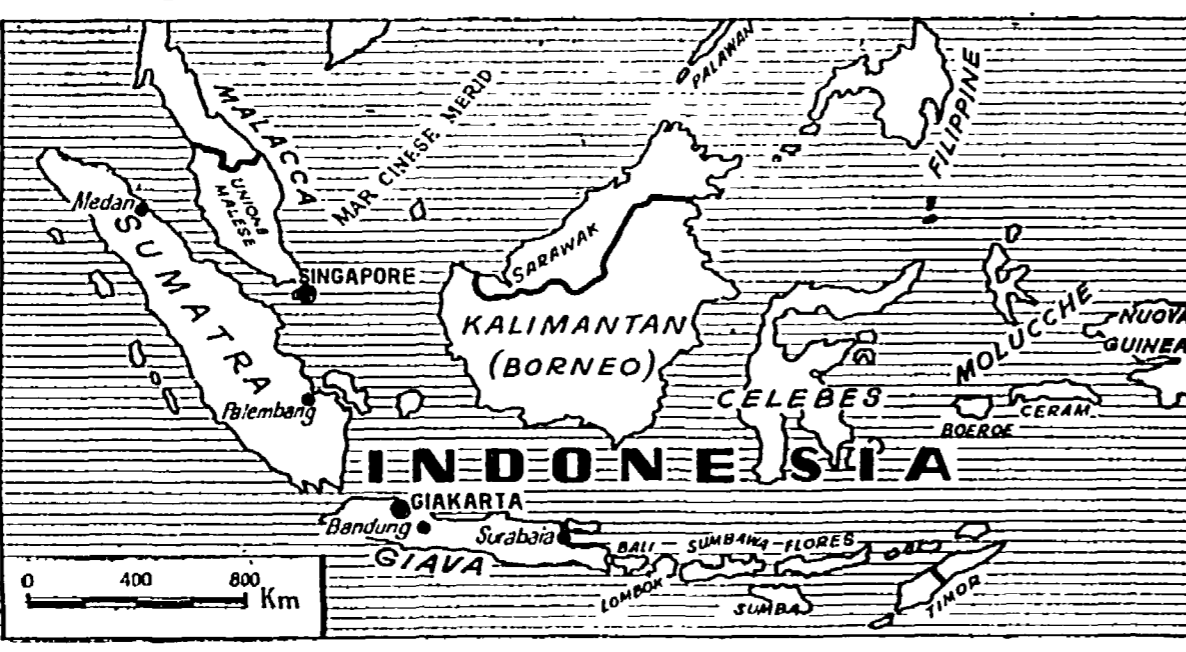 PALAWAN
FILIPPINE
MALACCA
MAR CINESE MERID
UNIONE
MALESE
Medan
SUMATRA
SINGAPORE
SARAWAK
KALIMANTAN
(BORNEO)
MOLUCCHE
NUOVA
GUINEA
Palembang
CELEBES
CERAM
BOEROE
INDONESIA
GIAKARTA
Bandung
Surabaia
GIAVA
BALI
SUMBAWA
FLORES
LOMBOK
SUMBA
TIMOR
0 400 800 Km